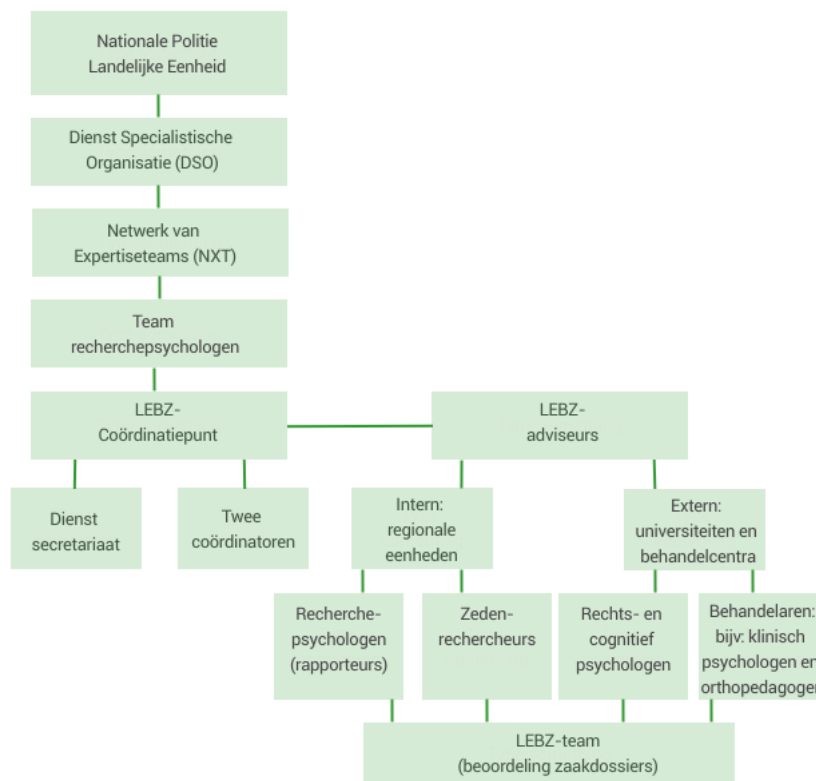 Nationale Politie
Landelijke Eenheid
Dienst Specialistische
Organisatie (DSO)
Netwerk van
Expertiseteams (NXT)
Team
recherchepsychologen
LEBZ-
Coördinatiepunt
LEBZ-
adviseurs
Dienst
secretariaat
Twee
coördinatoren
Intern:
regionale
eenheden
Extern:
universiteiten en
behandelcentra
Recherche-
psychologen
(rapporteurs)
Zeden-
rechercheurs
Rechts- en
cognitief
psychologen
Behandelaren:
bijv: klinisch
psychologen en
orthopedagogen
LEBZ-team
(beoordeling zaakdossiers)